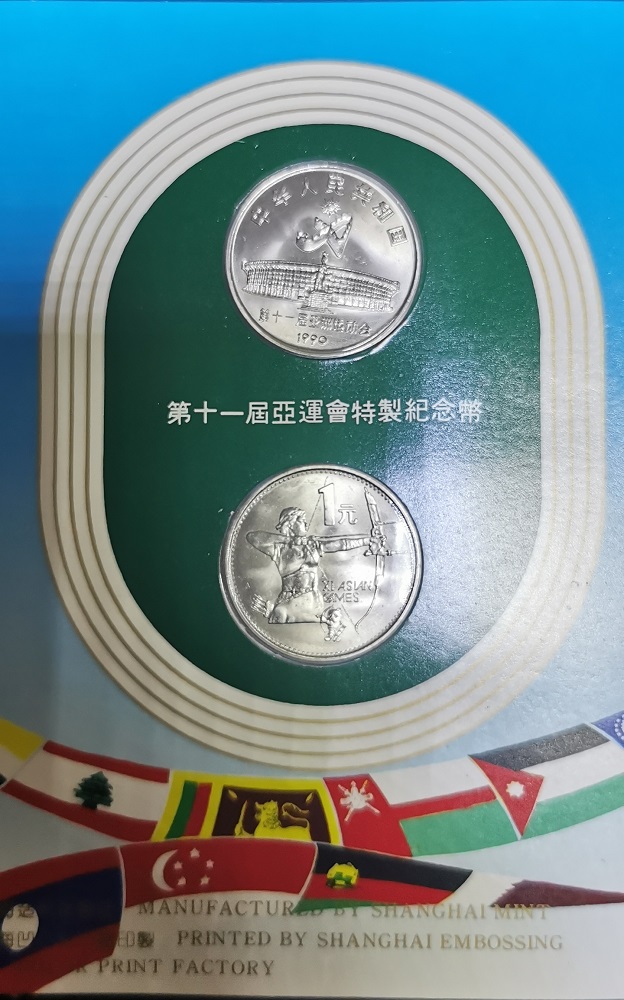 中华人民共和国
第十一届亚洲运动会
1990
第十一屆亞運會特製紀念幣
1元
XI ASIAN
GAMES
MANUFACTURED BY SHANGHAI MINT
印製 PRINTED BY SHANGHAI EMBOSSING
PRINT FACTORY